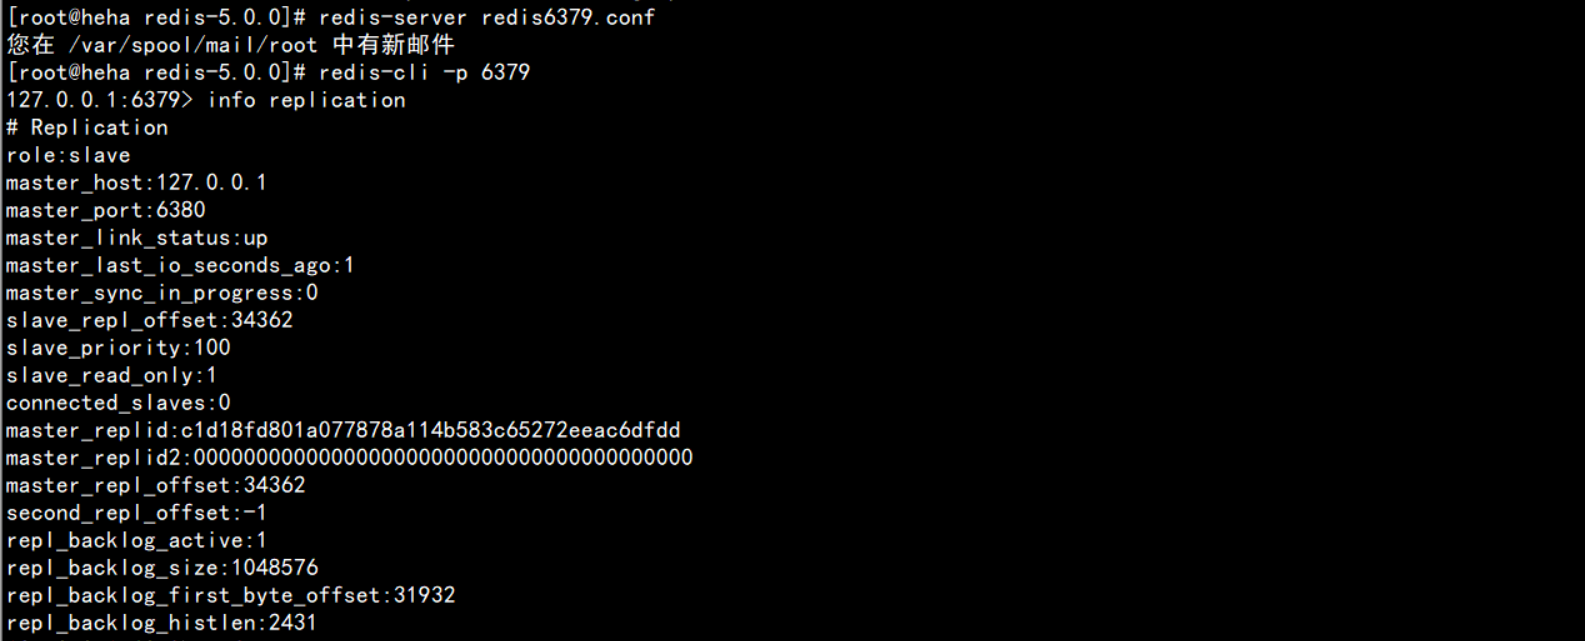 [root@heha redis-5.0.0]# redis-server redis6379.conf
您在 /var/spool/mail/root 中有新邮件
[root@heha redis-5.0.0]# redis-cli -p 6379
127.0.0.1:6379> info replication
# Replication
role:slave
master_host:127.0.0.1
master_port:6380
master_link_status:up
master_last_io_seconds_ago:1
master_sync_in_progress:0
slave_repl_offset:34362
slave_priority:100
slave_read_only:1
connected_slaves:0
master_replid:c1d18fd801a077878a114b583c65272eeac6dfdd
master_replid2:0000000000000000000000000000000000000000
master_repl_offset:34362
second_repl_offset:-1
repl_backlog_active:1
repl_backlog_size:1048576
repl_backlog_first_byte_offset:31932
repl_backlog_histlen:2431